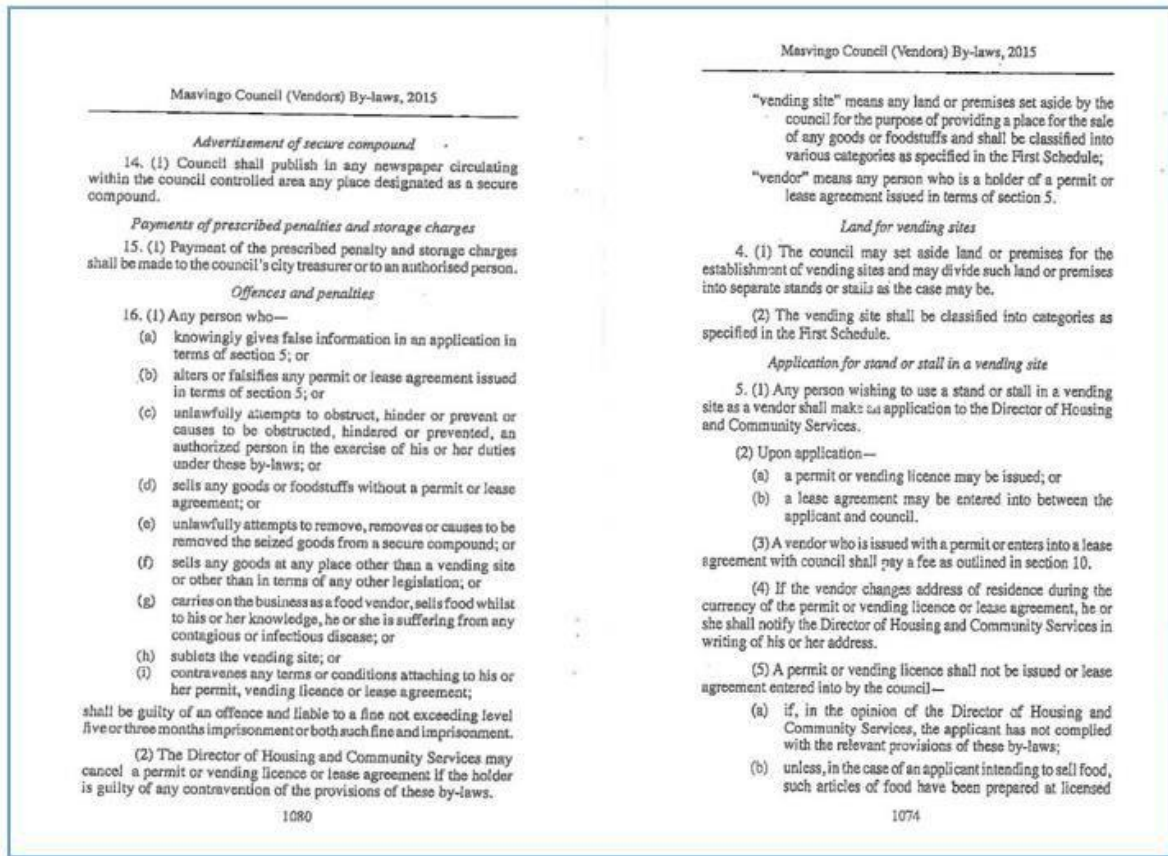 Masvingo Council (Vendors) By-laws, 2015
Advertisement of secure compound
14. (1) Council shall publish in any newspaper circulating
within the council controlled area any place designated as a secure
compound.
Payments of prescribed penalties and storage charges
15. (1) Payment of the prescribed penalty and storage charges
shall be made to the council's city treasurer or to an authorised person.
Offences and penalties
16. (1) Any person who—
(a) knowingly gives false information in an application in
terms of section 5; or
(b) alters or falsifies any permit or lease agreement issued
in terms of section 5; or
(c) unlawfully attempts to obstruct, hinder or prevent or
causes to be obstructed, hindered or prevented, an
authorized person in the exercise of his or her duties
under these by-laws; or
(d) sells any goods or foodstuffs without a permit or lease
agreement; or
(e) unlawfully attempts to remove, removes or causes to be
removed the seized goods from a secure compound; or
(f) sells any goods at any place other than a vending site
or other than in terms of any other legislation; or
(g) carries on the business as a food vendor, sells food whilst
to his or her knowledge, he or she is suffering from any
contagious or infectious disease; or
(h) sublets the vending site; or
(i) contravenes any terms or conditions attaching to his or
her permit, vending licence or lease agreement;
shall be guilty of an offence and liable to a fine not exceeding level
five or three months imprisonment or both such fine and imprisonment.
(2) The Director of Housing and Community Services may
cancel a permit or vending licence or lease agreement if the holder
is guilty of any contravention of the provisions of these by-laws.
1080
Masvingo Council (Vendors) By-laws, 2015
"vending site" means any land or premises set aside by the
council for the purpose of providing a place for the sale
of any goods or foodstuffs and shall be classified into
various categories as specified in the First Schedule;
"vendor" means any person who is a holder of a permit or
lease agreement issued in terms of section 5.
Land for vending sites
4. (1) The council may set aside land or premises for the
establishment of vending sites and may divide such land or premises
into separate stands or stalls as the case may be.
(2) The vending site shall be classified into categories as
specified in the First Schedule.
Application for stand or stall in a vending site
5. (1) Any person wishing to use a stand or stall in a vending
site as a vendor shall make an application to the Director of Housing
and Community Services.
(2) Upon application—
(a) a permit or vending licence may be issued; or
(b) a lease agreement may be entered into between the
applicant and council.
(3) A vendor who is issued with a permit or enters into a lease
agreement with council shall pay a fee as outlined in section 10.
(4) If the vendor changes address of residence during the
currency of the permit or vending licence or lease agreement, he or
she shall notify the Director of Housing and Community Services in
writing of his or her address.
(5) A permit or vending licence shall not be issued or lease
agreement entered into by the council—
(a) if, in the opinion of the Director of Housing and
Community Services, the applicant has not complied
with the relevant provisions of these by-laws;
(b) unless, in the case of an applicant intending to sell food,
such articles of food have been prepared at licensed
1074